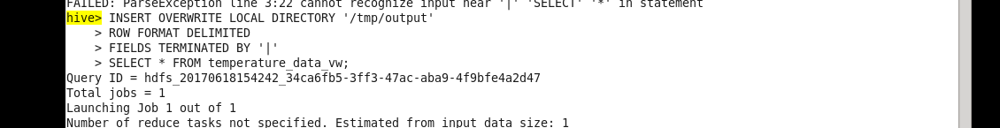 FAILED: ParseException line 3:22 cannot recognize input near '|' 'SELECT' '*' in statement
hive> INSERT OVERWRITE LOCAL DIRECTORY '/tmp/output'
    > ROW FORMAT DELIMITED
    > FIELDS TERMINATED BY '|'
    > SELECT * FROM temperature_data_vw;
Query ID = hdfs_20170618154242_34ca6fb5-3ff3-47ac-aba9-4f9bfe4a2d47
Total jobs = 1
Launching Job 1 out of 1
Number of reduce tasks not specified. Estimated from input data size: 1